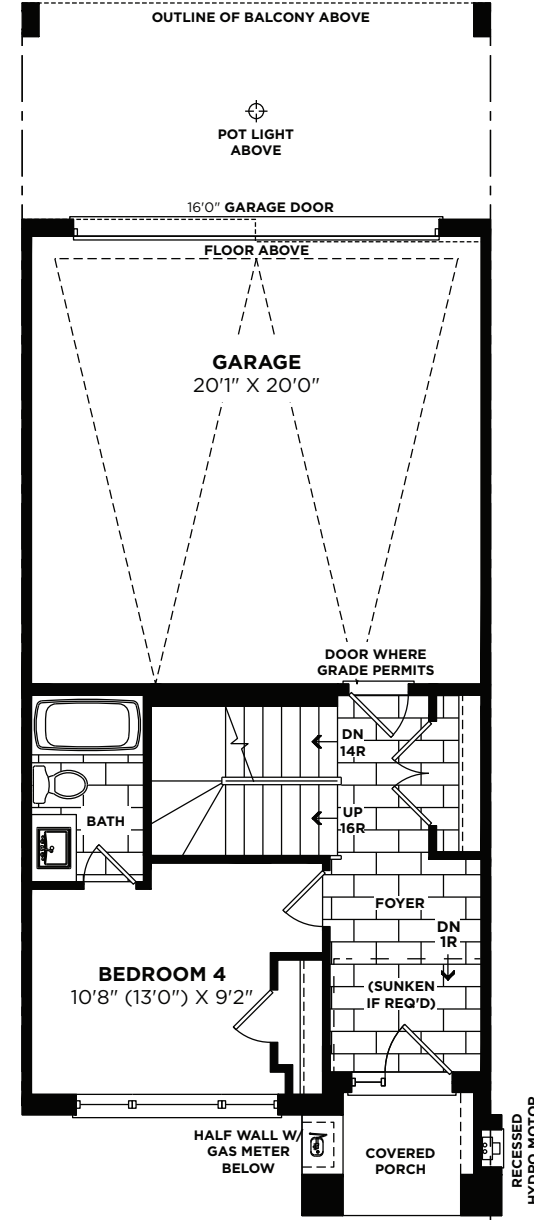 OUTLINE OF BALCONY ABOVE
POT LIGHT
ABOVE
16'0" GARAGE DOOR
FLOOR ABOVE
GARAGE
20'1" X 20'0"
DOOR WHERE
GRADE PERMITS
DN
14R
UP
16R
BATH
FOYER
DN
1R
(SUNKEN
IF REQ'D)
BEDROOM 4
10'8" (13'0") X 9'2"
HALF WALL W/
GAS METER
BELOW
COVERED
PORCH
RECESSED
HYDRO MOTOR